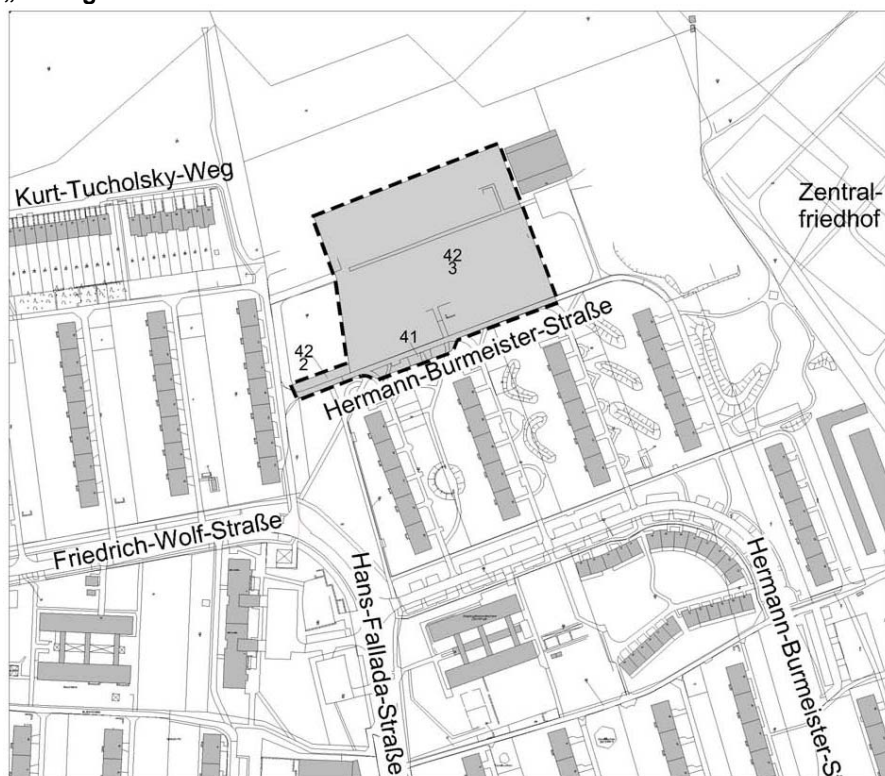 Kurt-Tucholsky-Weg
Zentral-
friedhof
42
3
42
2
41
Hermann-Burmeister-Straße
Friedrich-Wolf-Straße
Hans-Fallada-Straße
Hermann-Burmeister-S